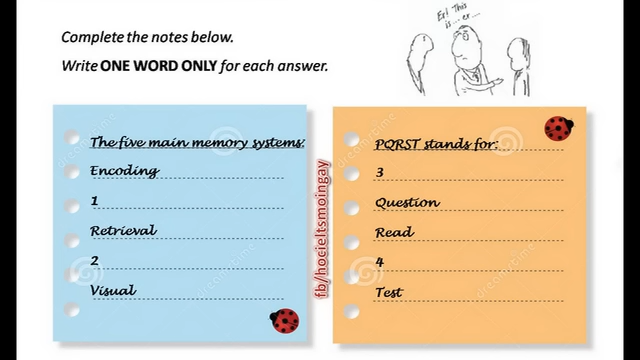 Er! This
is... er...
Complete the notes below.
Write ONE WORD ONLY for each answer.
The five main memory systems:
Encoding
1
Retrieval
2
Visual
fb/hocieltsmoingay
PQRST stands for:
3
Question
Read
4
Test